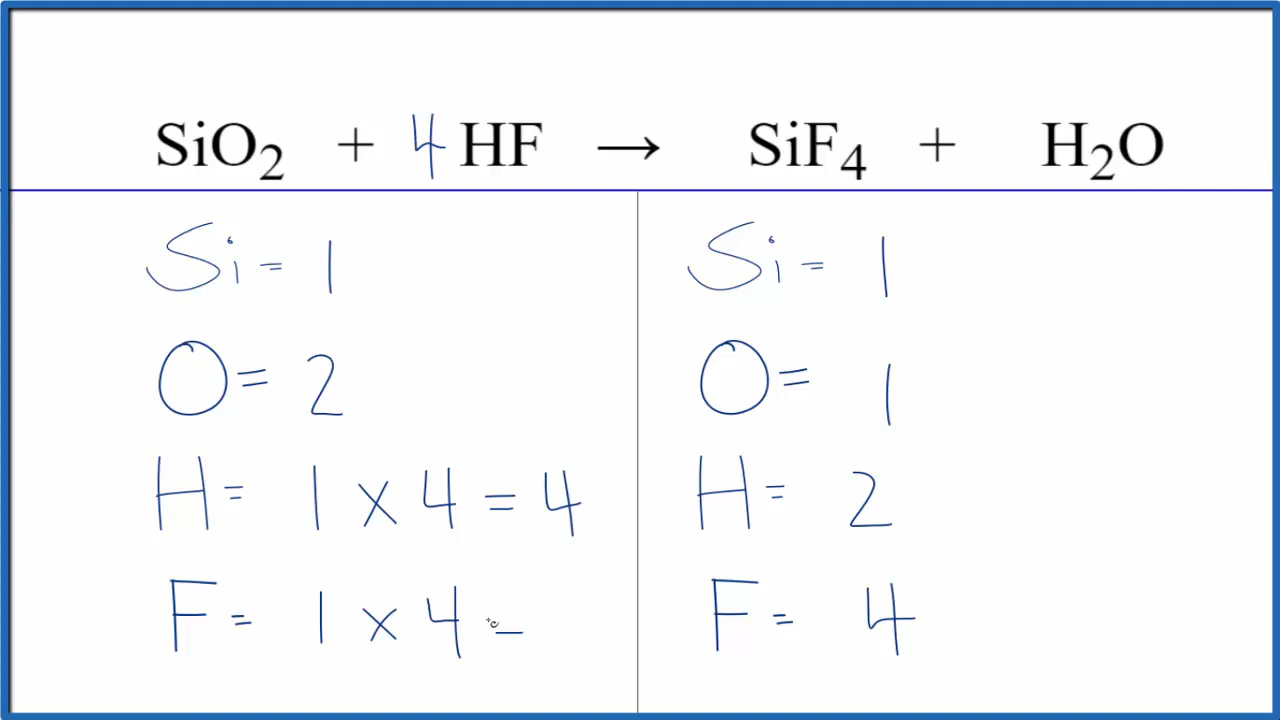 SiO₂ + 4 HF → SiF₄ + H₂O
Si = 1
O = 2
H = 1 x 4 = 4
F = 1 x 4 –
Si = 1
O = 1
H = 2
F = 4